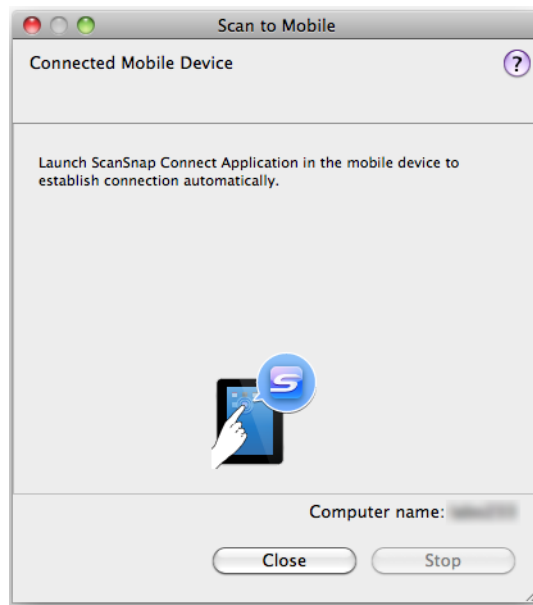 Scan to Mobile
Connected Mobile Device
?
Launch ScanSnap Connect Application in the mobile device to
establish connection automatically.
S
Computer name:
Close
Stop